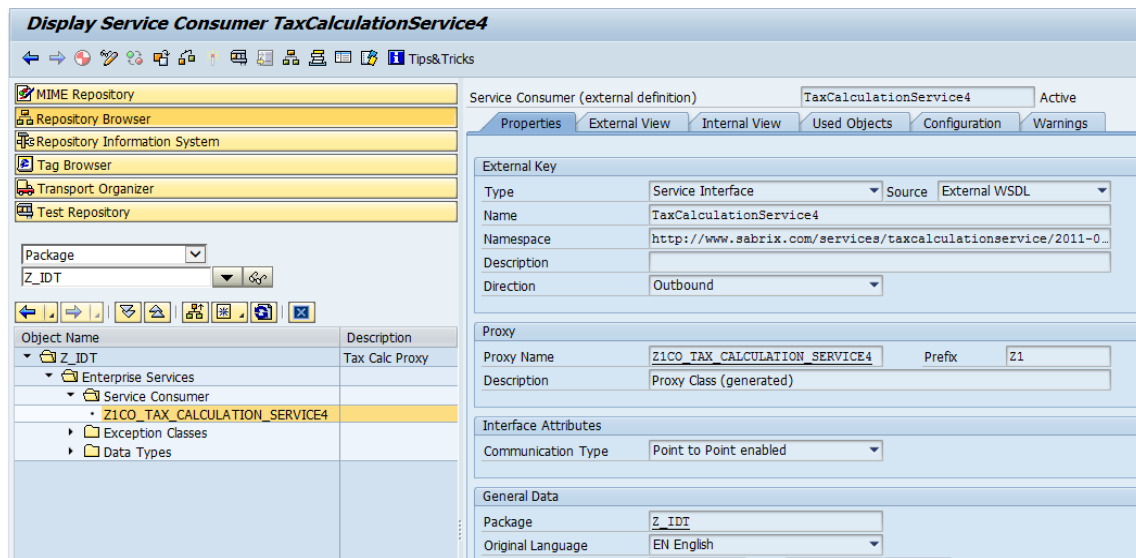 Display Service Consumer TaxCalculationService4
Tips&Tricks
MIME Repository
Repository Browser
Repository Information System
Tag Browser
Transport Organizer
Test Repository
Package
Z_IDT
Object Name Description
Z_IDT Tax Calc Proxy
Enterprise Services
Service Consumer
Z1CO_TAX_CALCULATION_SERVICE4
Exception Classes
Data Types
Service Consumer (external definition) TaxCalculationService4 Active
Properties External View Internal View Used Objects Configuration Warnings
External Key
Type Service Interface Source External WSDL
Name TaxCalculationService4
Namespace http://www.sabrix.com/services/taxcalculationservice/2011-0…
Description
Direction Outbound
Proxy
Proxy Name Z1CO_TAX_CALCULATION_SERVICE4 Prefix Z1
Description Proxy Class (generated)
Interface Attributes
Communication Type Point to Point enabled
General Data
Package Z_IDT
Original Language EN English